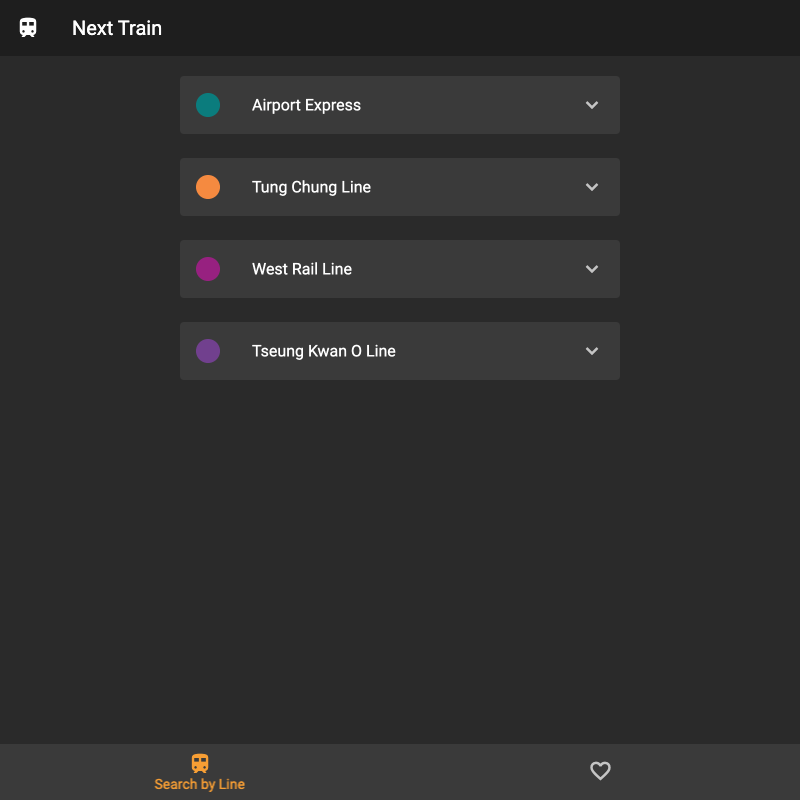 Next Train
Airport Express
Tung Chung Line
West Rail Line
Tseung Kwan O Line
Search by Line